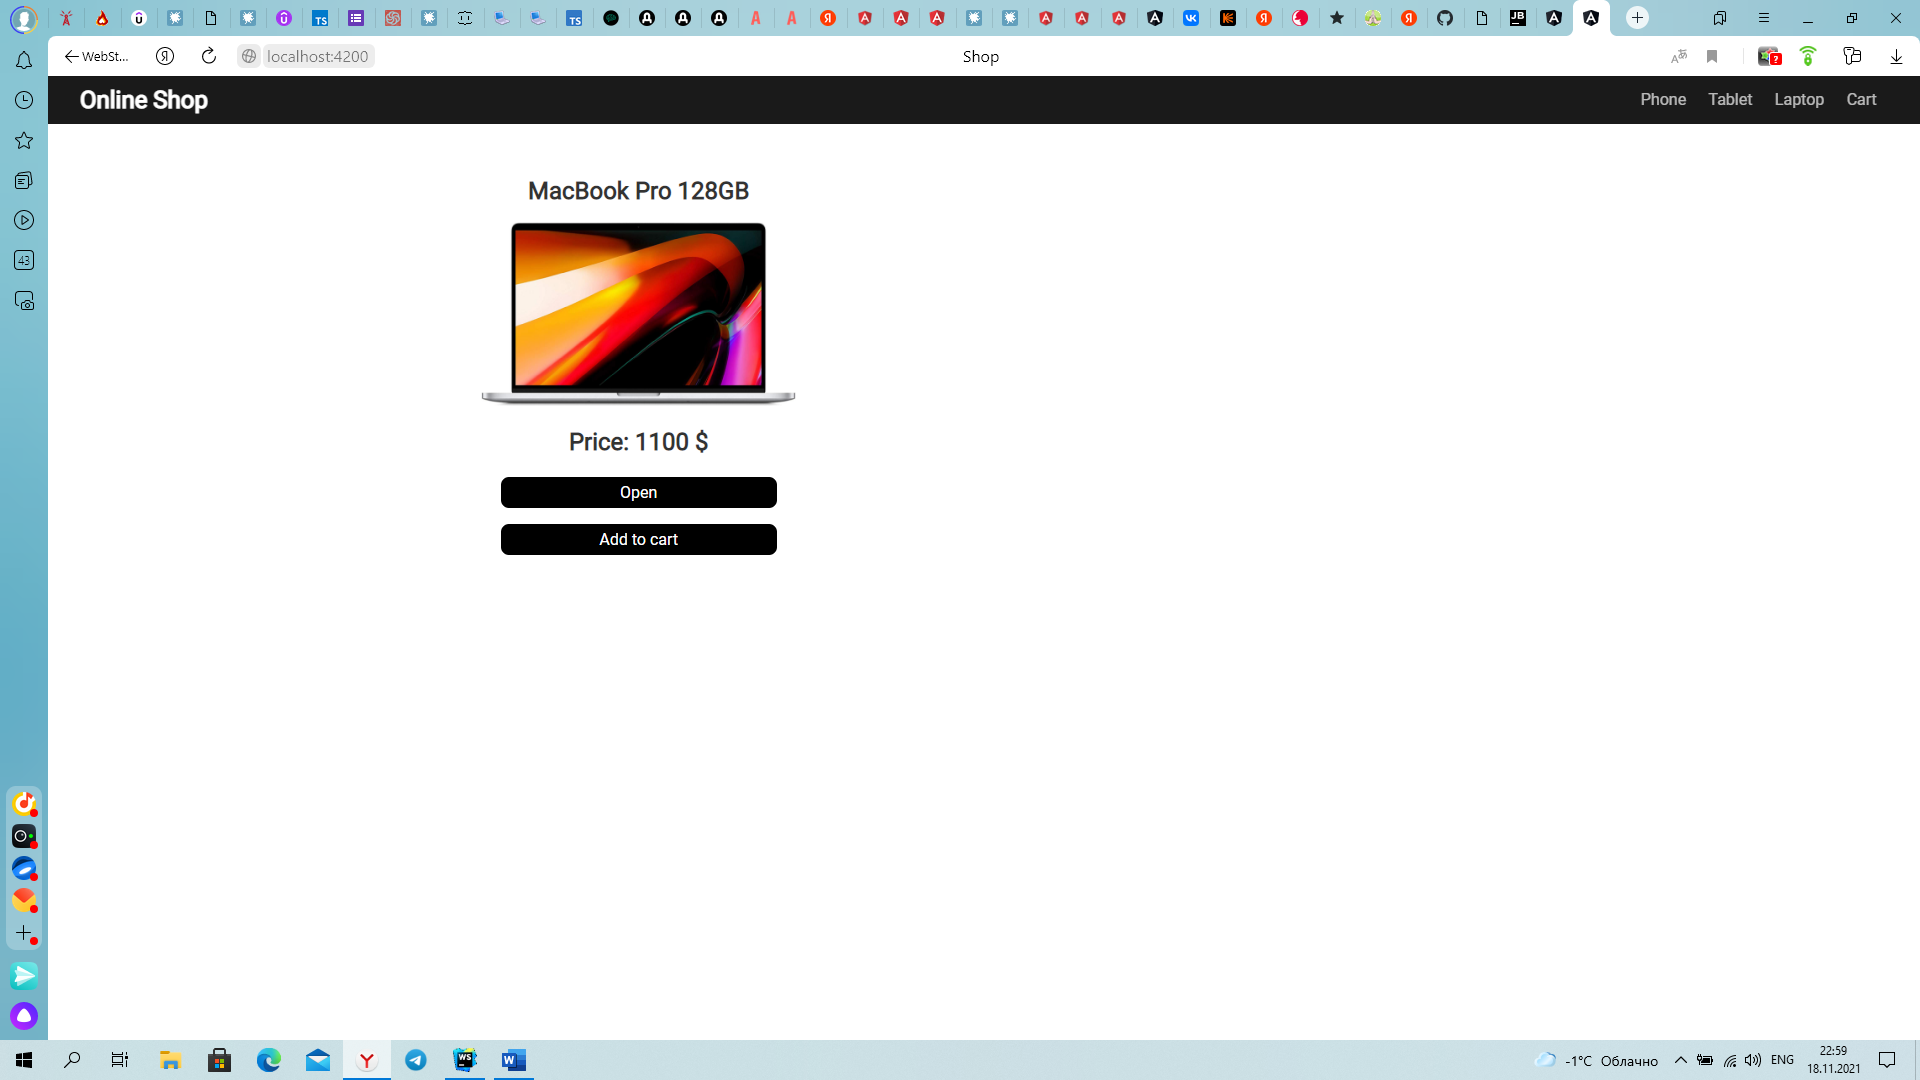 WebSt...
localhost:4200
Shop
Online Shop
Phone Tablet Laptop Cart
43
MacBook Pro 128GB
Price: 1100 $
Open
Add to cart
-1°C Облачно
ENG
22:59
18.11.2021